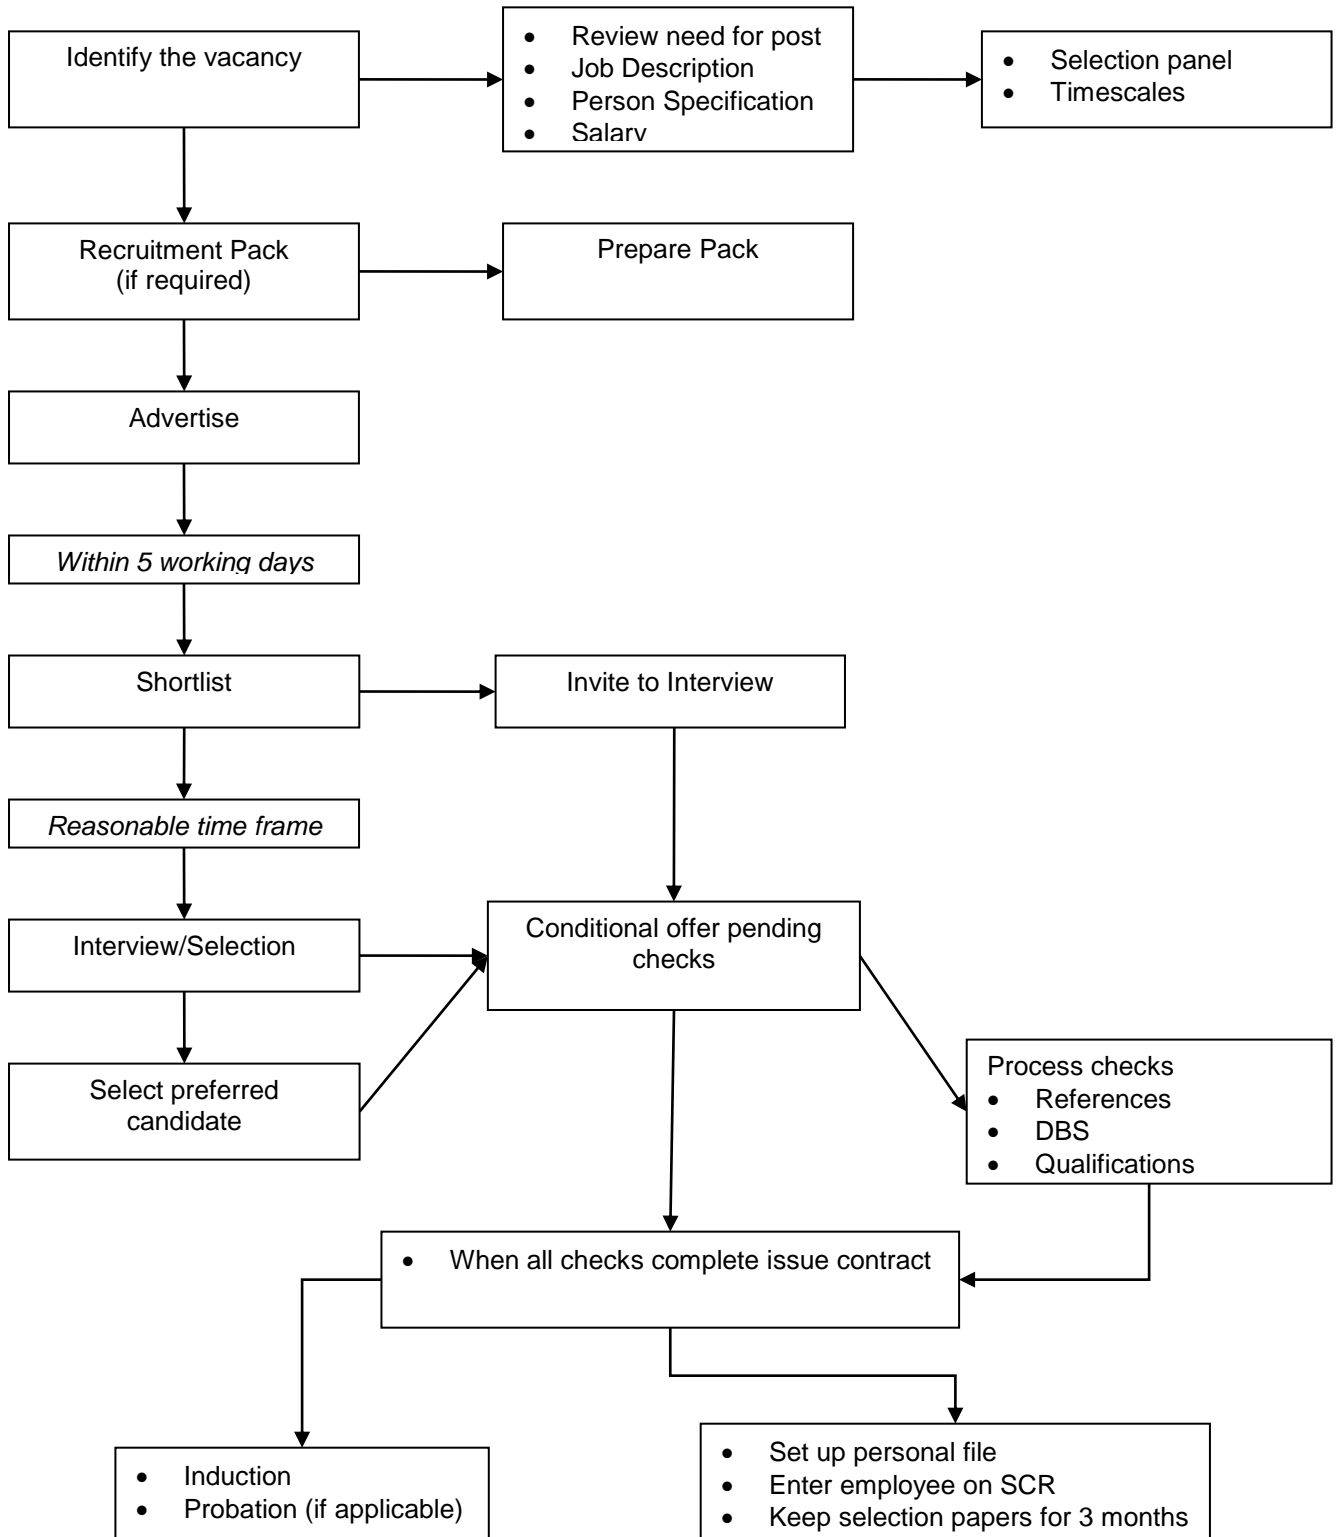 Identify the vacancy
• Review need for post
• Job Description
• Person Specification
• Salary
• Selection panel
• Timescales
Recruitment Pack
(if required)
Prepare Pack
Advertise
Within 5 working days
Shortlist
Invite to Interview
Reasonable time frame
Interview/Selection
Conditional offer pending
checks
Select preferred
candidate
Process checks
• References
• DBS
• Qualifications
• When all checks complete issue contract
• Induction
• Probation (if applicable)
• Set up personal file
• Enter employee on SCR
• Keep selection papers for 3 months